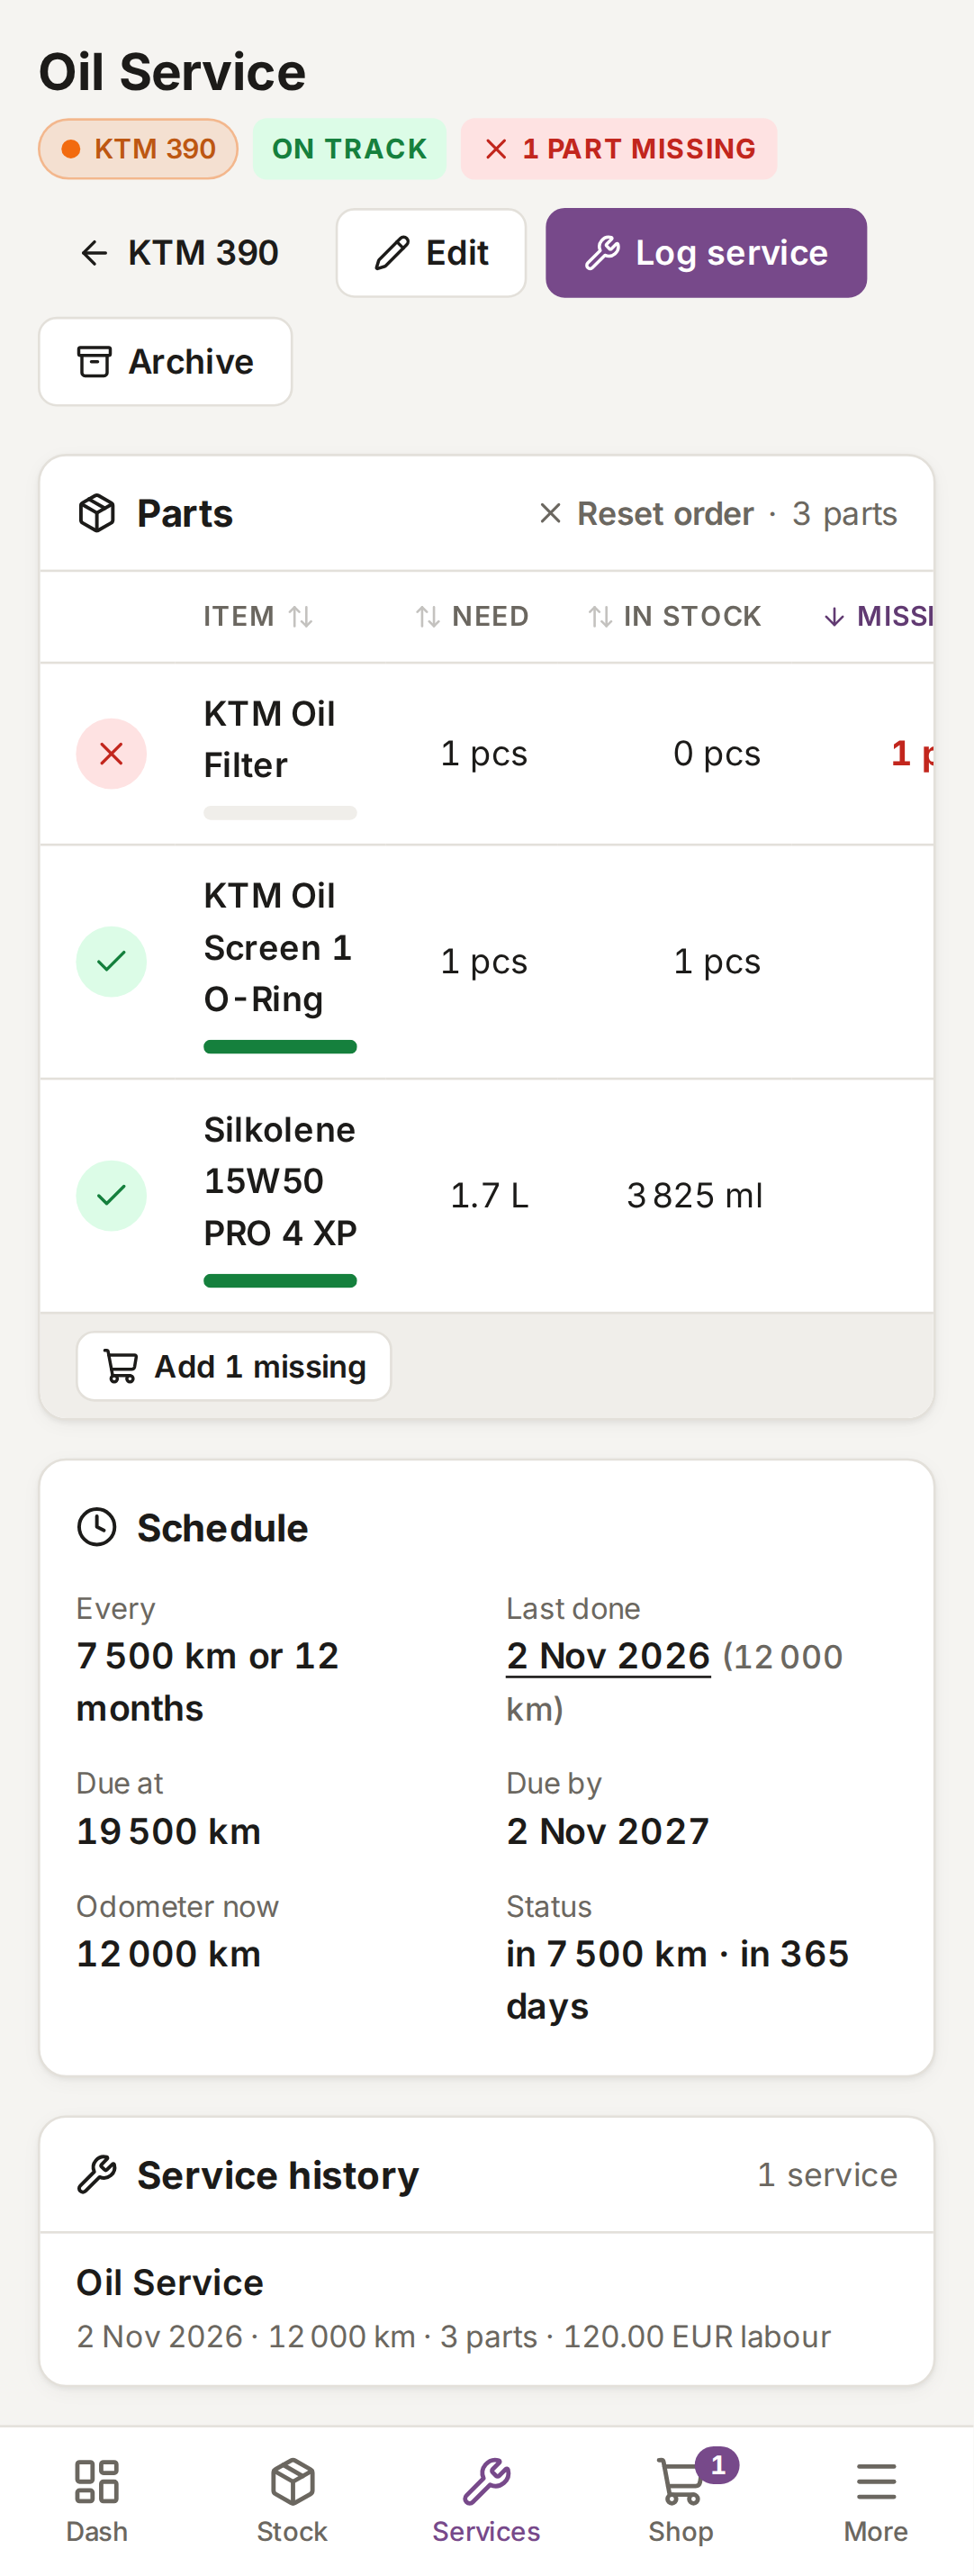 Oil Service
KTM 390
ON TRACK
1 PART MISSING
KTM 390
Edit
Log service
Archive
Parts
Reset order · 3 parts
ITEM NEED IN STOCK
KTM Oil
Filter
1 pcs
0 pcs
1
KTM Oil
Screen 1
O-Ring
1 pcs
1 pcs
Silkolene
15W50
PRO 4 XP
1.7 L
3 825 ml
Add 1 missing
Schedule
Every
7 500 km or 12
months
Last done
2 Nov 2026 (12 000
km)
Due at
19 500 km
Due by
2 Nov 2027
Odometer now
12 000 km
Status
in 7 500 km · in 365
days
Service history
1 service
Oil Service
2 Nov 2026 · 12 000 km · 3 parts · 120.00 EUR labour
Dash
Stock
Services
1
Shop
More